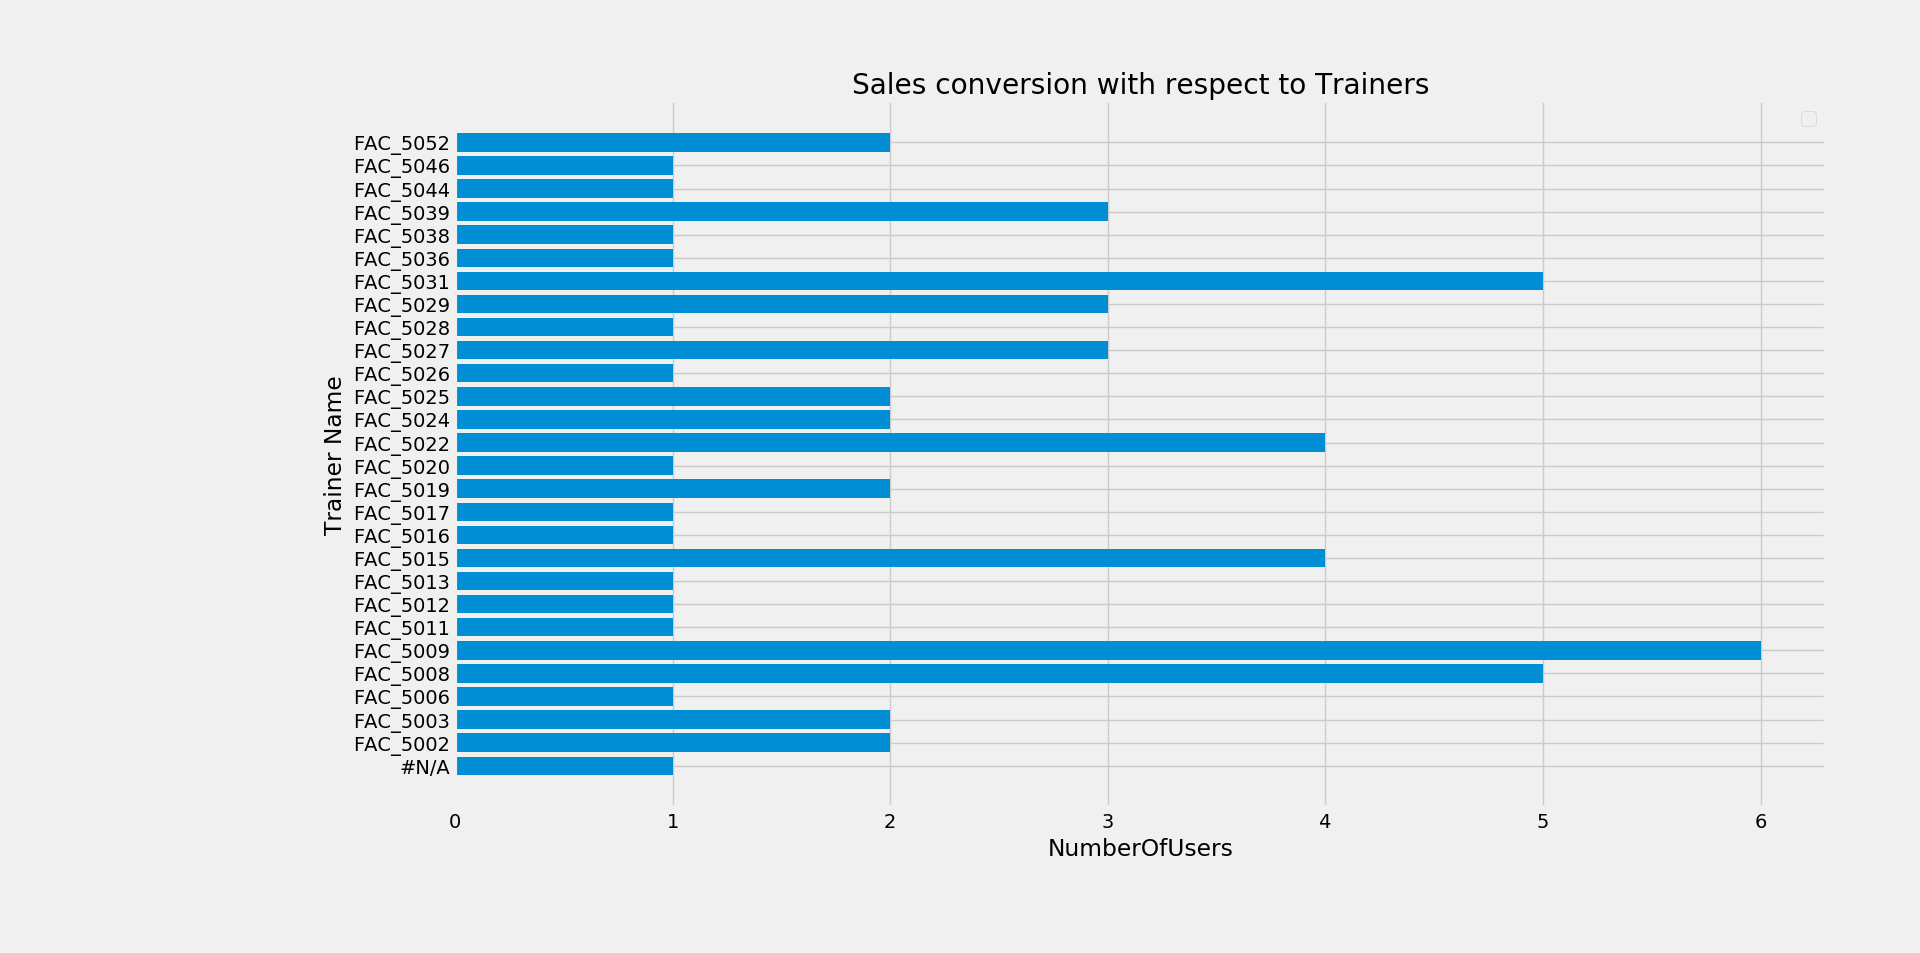 Sales conversion with respect to Trainers
Trainer Name
FAC_5052
FAC_5046
FAC_5044
FAC_5039
FAC_5038
FAC_5036
FAC_5031
FAC_5029
FAC_5028
FAC_5027
FAC_5026
FAC_5025
FAC_5024
FAC_5022
FAC_5020
FAC_5019
FAC_5017
FAC_5016
FAC_5015
FAC_5013
FAC_5012
FAC_5011
FAC_5009
FAC_5008
FAC_5006
FAC_5003
FAC_5002
#N/A
0 1 2 3 4 5 6
NumberOfUsers